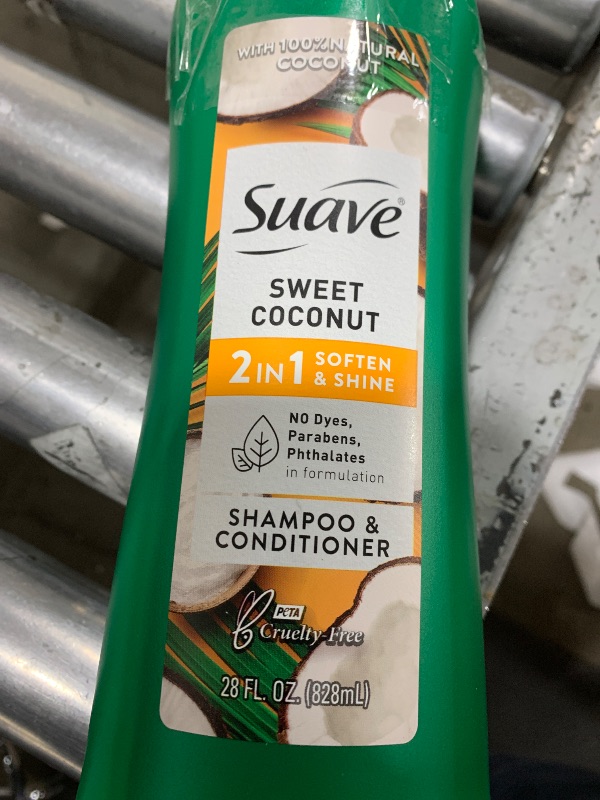 WITH 100% NATURAL
COCONUT
Suave®
SWEET
COCONUT
2 IN 1 SOFTEN
& SHINE
NO Dyes,
Parabens,
Phthalates
in formulation
SHAMPOO &
CONDITIONER
PETA
Cruelty-Free
28 FL. OZ. (828mL)